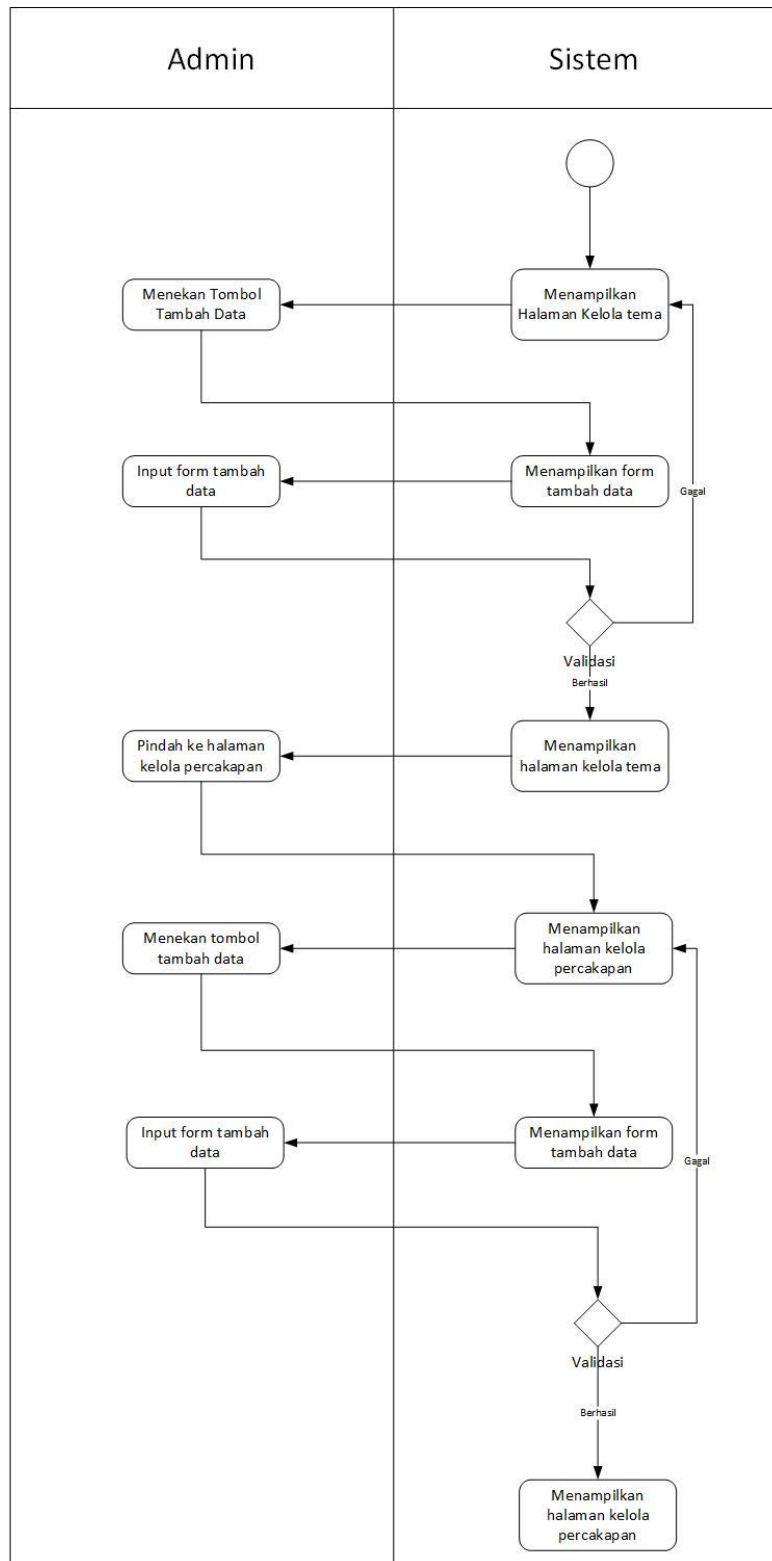 Admin
Sistem
Menekan Tombol
Tambah Data
Menampilkan
Halaman Kelola tema
Input form tambah
data
Menampilkan form
tambah data
Gagal
Validasi
Berhasil
Pindah ke halaman
kelola percakapan
Menampilkan
halaman kelola tema
Menekan tombol
tambah data
Menampilkan
halaman kelola
percakapan
Input form tambah
data
Menampilkan form
tambah data
Gagal
Validasi
Berhasil
Menampilkan
halaman kelola
percakapan